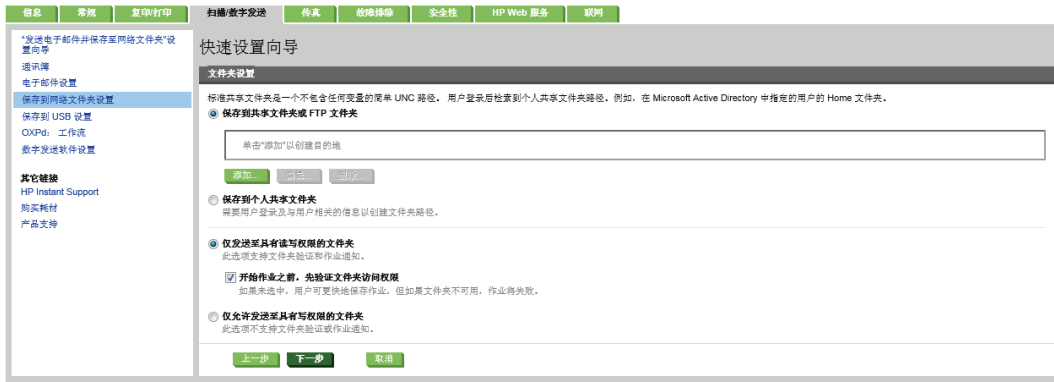 信息 常规 复印/打印 扫描/数字发送 传真 故障排除 安全性 HP Web 服务 联网
"发送电子邮件并保存至网络文件夹"设
置向导
通讯簿
电子邮件设置
保存到网络文件夹设置
保存到 USB 设置
OXPd： 工作流
数字发送软件设置
其它链接
HP Instant Support
购买耗材
产品支持
快速设置向导
文件夹设置
标准共享文件夹是一个不包含任何变量的简单 UNC 路径。 用户登录后检索到个人共享文件夹路径。例如，在 Microsoft Active Directory 中指定的用户的 Home 文件夹。
保存到共享文件夹或 FTP 文件夹
单击"添加"以创建目的地
添加... 编辑... 删除...
保存到个人共享文件夹
需要用户登录及与用户相关的信息以创建文件夹路径。
仅发送至具有读写权限的文件夹
此选项支持文件夹验证和作业通知。
开始作业之前，先验证文件夹访问权限
如果未选中，用户可更快地保存作业，但如果文件夹不可用，作业将失败。
仅允许发送至具有写权限的文件夹
此选项不支持文件夹验证或作业通知。
上一步 下一步 取消